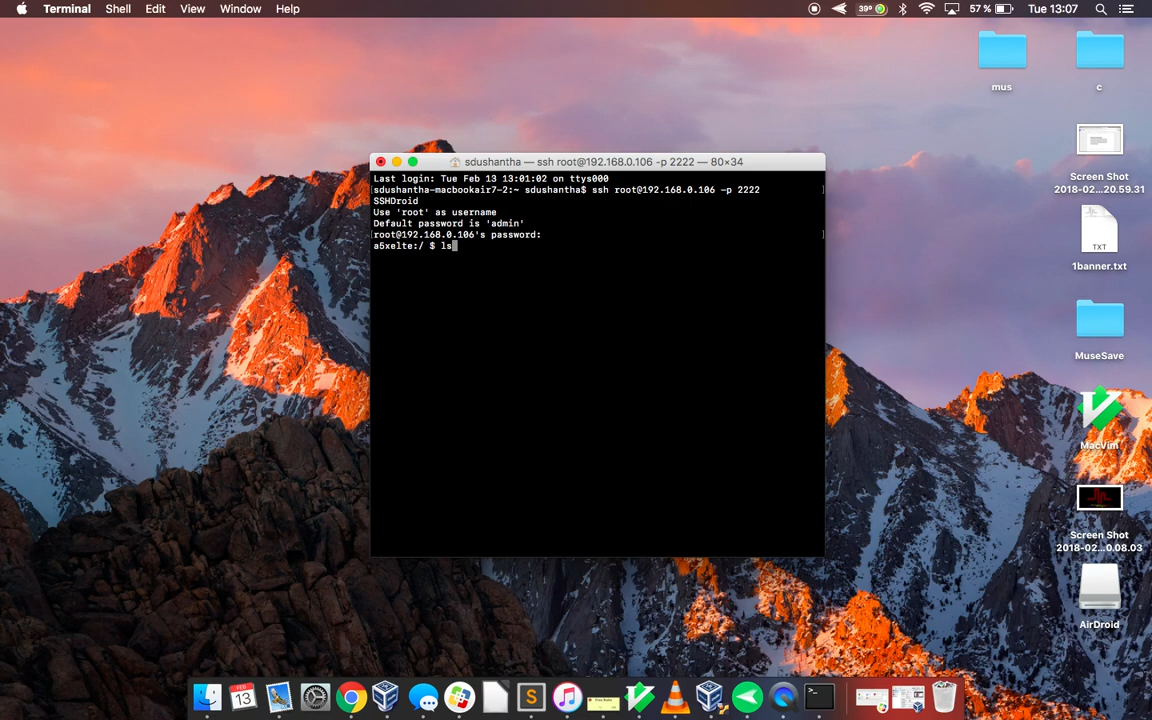 Terminal Shell Edit View Window Help
39° 57 % Tue 13:07
mus
c
Screen Shot
2018-02...20.59.31
TXT
1banner.txt
MuseSave
MacVim
Screen Shot
2018-02...0.08.03
AirDroid
sdushantha — ssh root@192.168.0.106 -p 2222 — 80×34
Last login: Tue Feb 13 13:01:02 on ttys000
[sdushantha-macbookair7-2:~ sdushantha$ ssh root@192.168.0.106 -p 2222 ]
SSHDroid
Use 'root' as username
Default password is 'admin'
[root@192.168.0.106's password: ]
a5xelte:/ $ ls
FEB
13
S
>_